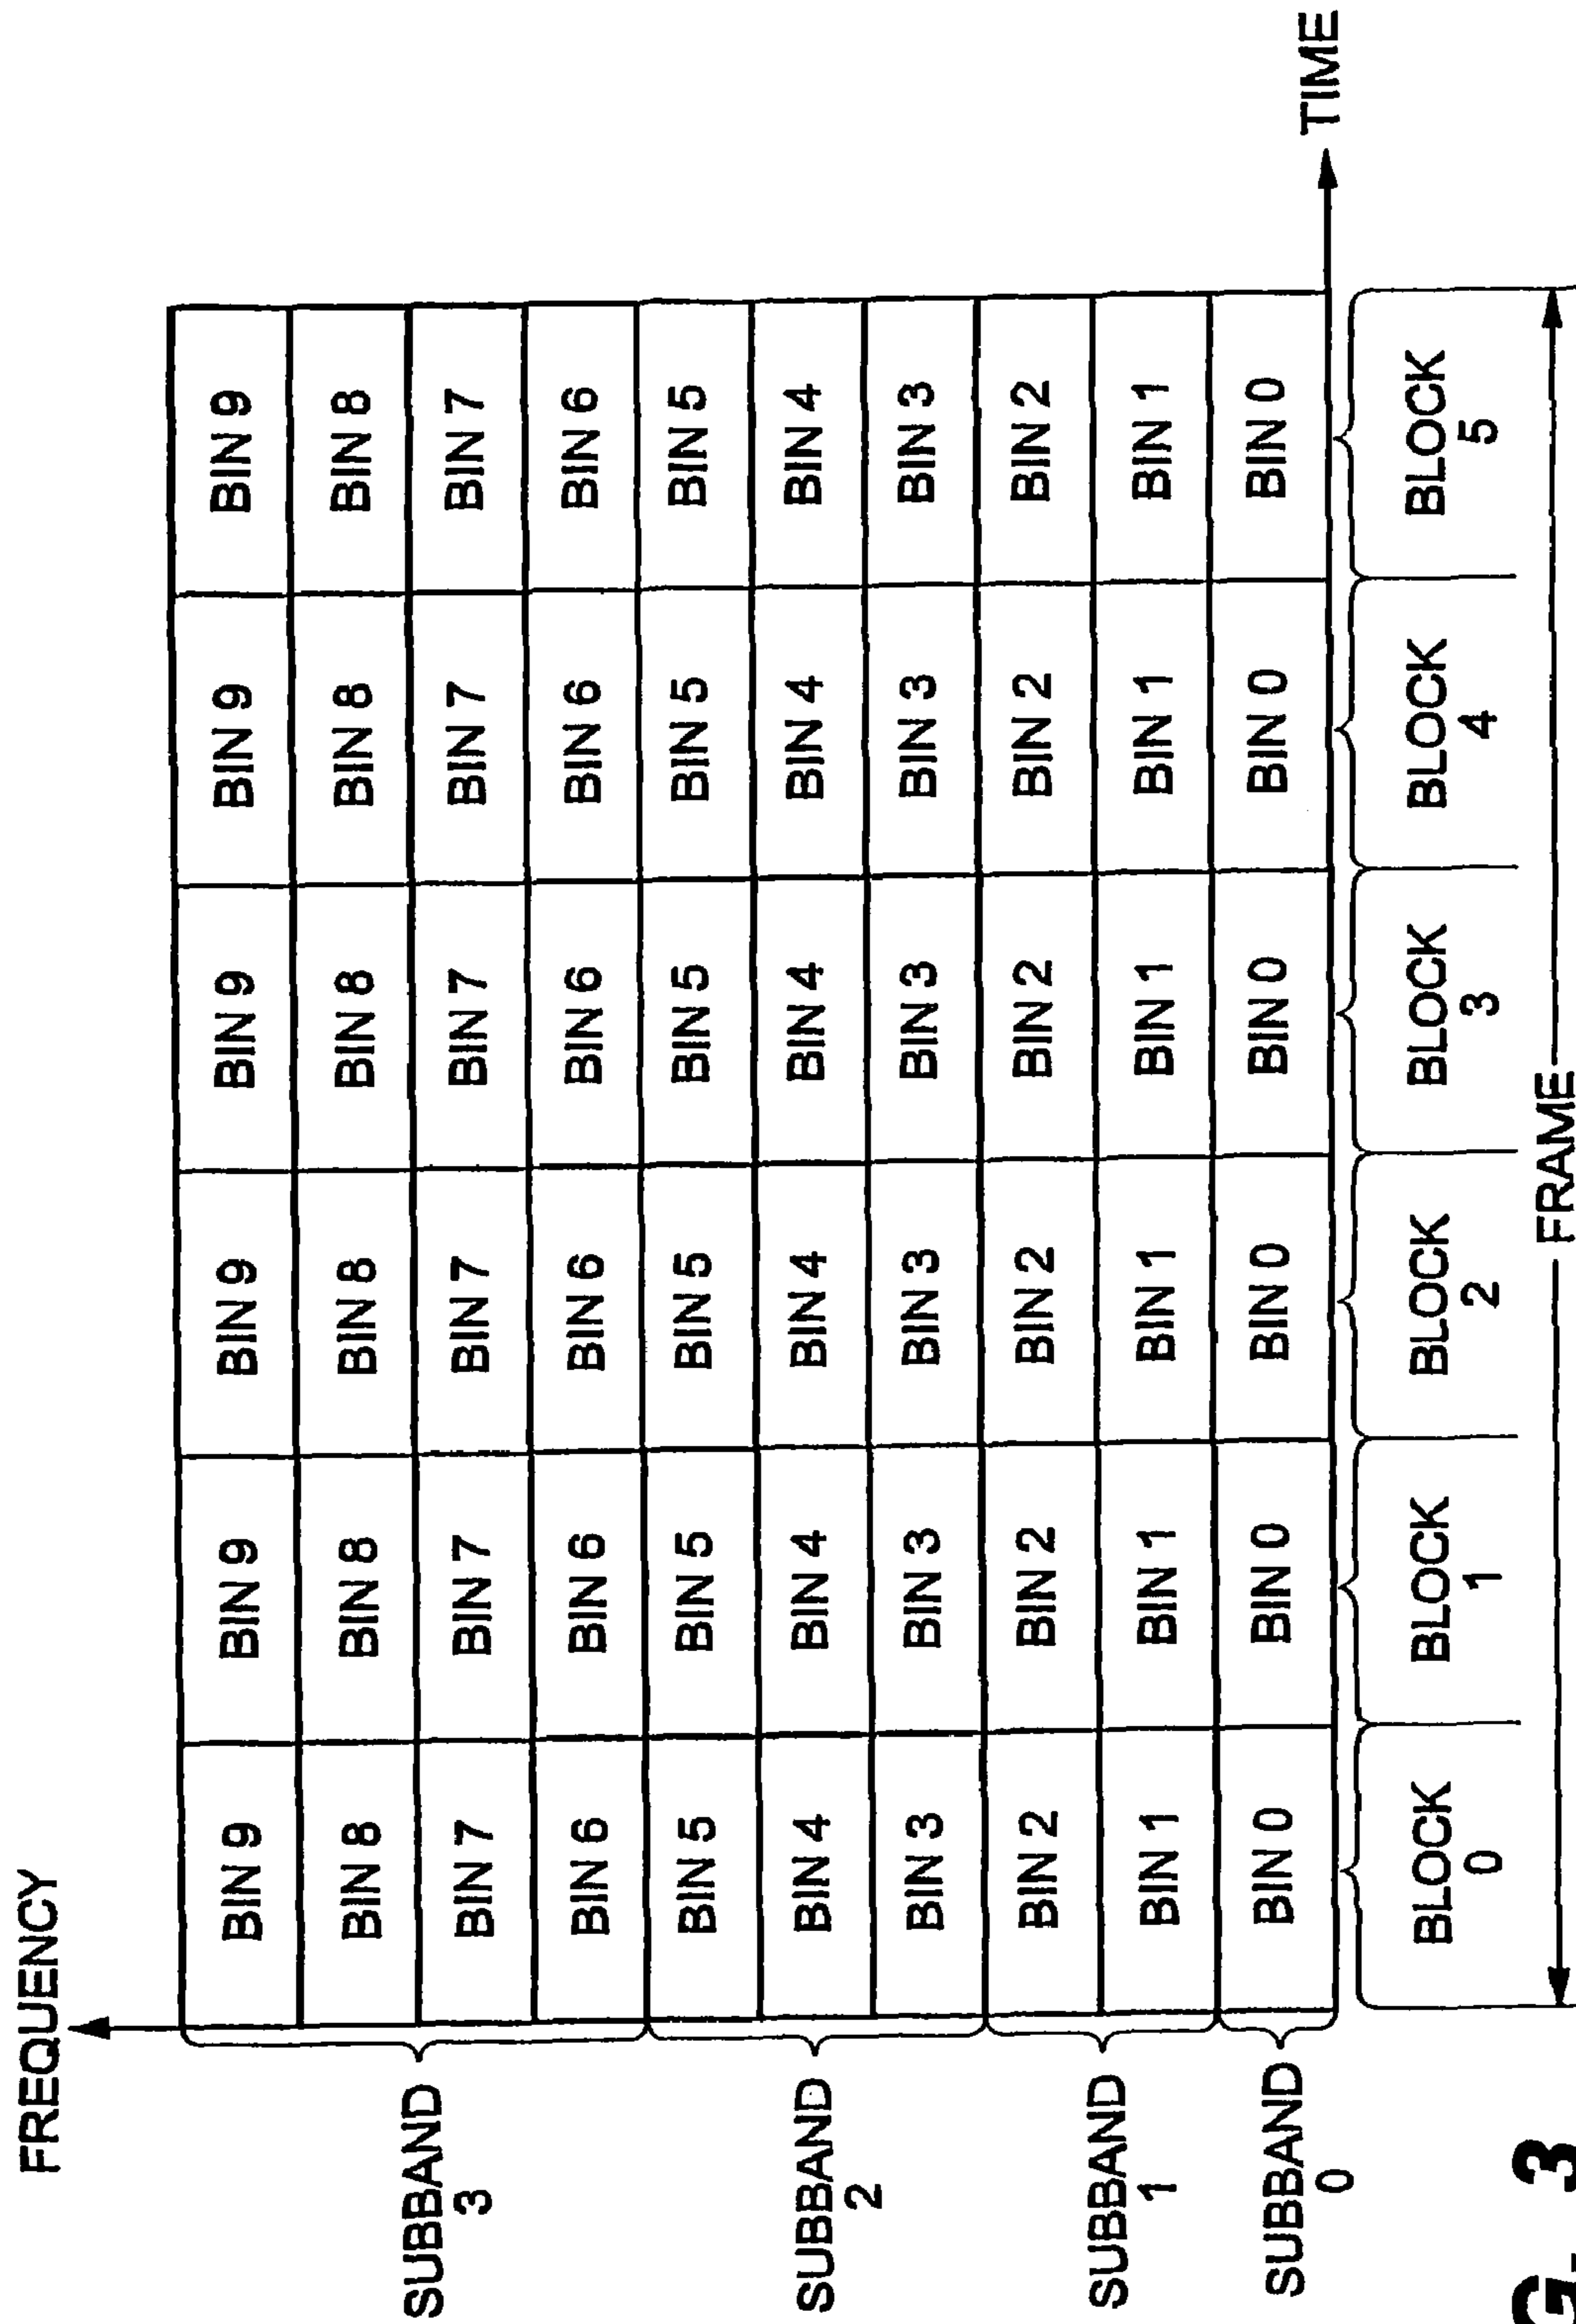 FREQUENCY
SUBBAND
3
BIN 9 BIN 9 BIN 9 BIN 9 BIN 9 BIN 9
BIN 8 BIN 8 BIN 8 BIN 8 BIN 8 BIN 8
BIN 7 BIN 7 BIN 7 BIN 7 BIN 7 BIN 7
BIN 6 BIN 6 BIN 6 BIN 6 BIN 6 BIN 6
SUBBAND
2
BIN 5 BIN 5 BIN 5 BIN 5 BIN 5 BIN 5
BIN 4 BIN 4 BIN 4 BIN 4 BIN 4 BIN 4
BIN 3 BIN 3 BIN 3 BIN 3 BIN 3 BIN 3
SUBBAND
1
BIN 2 BIN 2 BIN 2 BIN 2 BIN 2 BIN 2
BIN 1 BIN 1 BIN 1 BIN 1 BIN 1 BIN 1
SUBBAND
0
BIN 0 BIN 0 BIN 0 BIN 0 BIN 0 BIN 0
TIME
BLOCK BLOCK BLOCK BLOCK BLOCK BLOCK
0 1 2 3 4 5
FRAME
G. 3